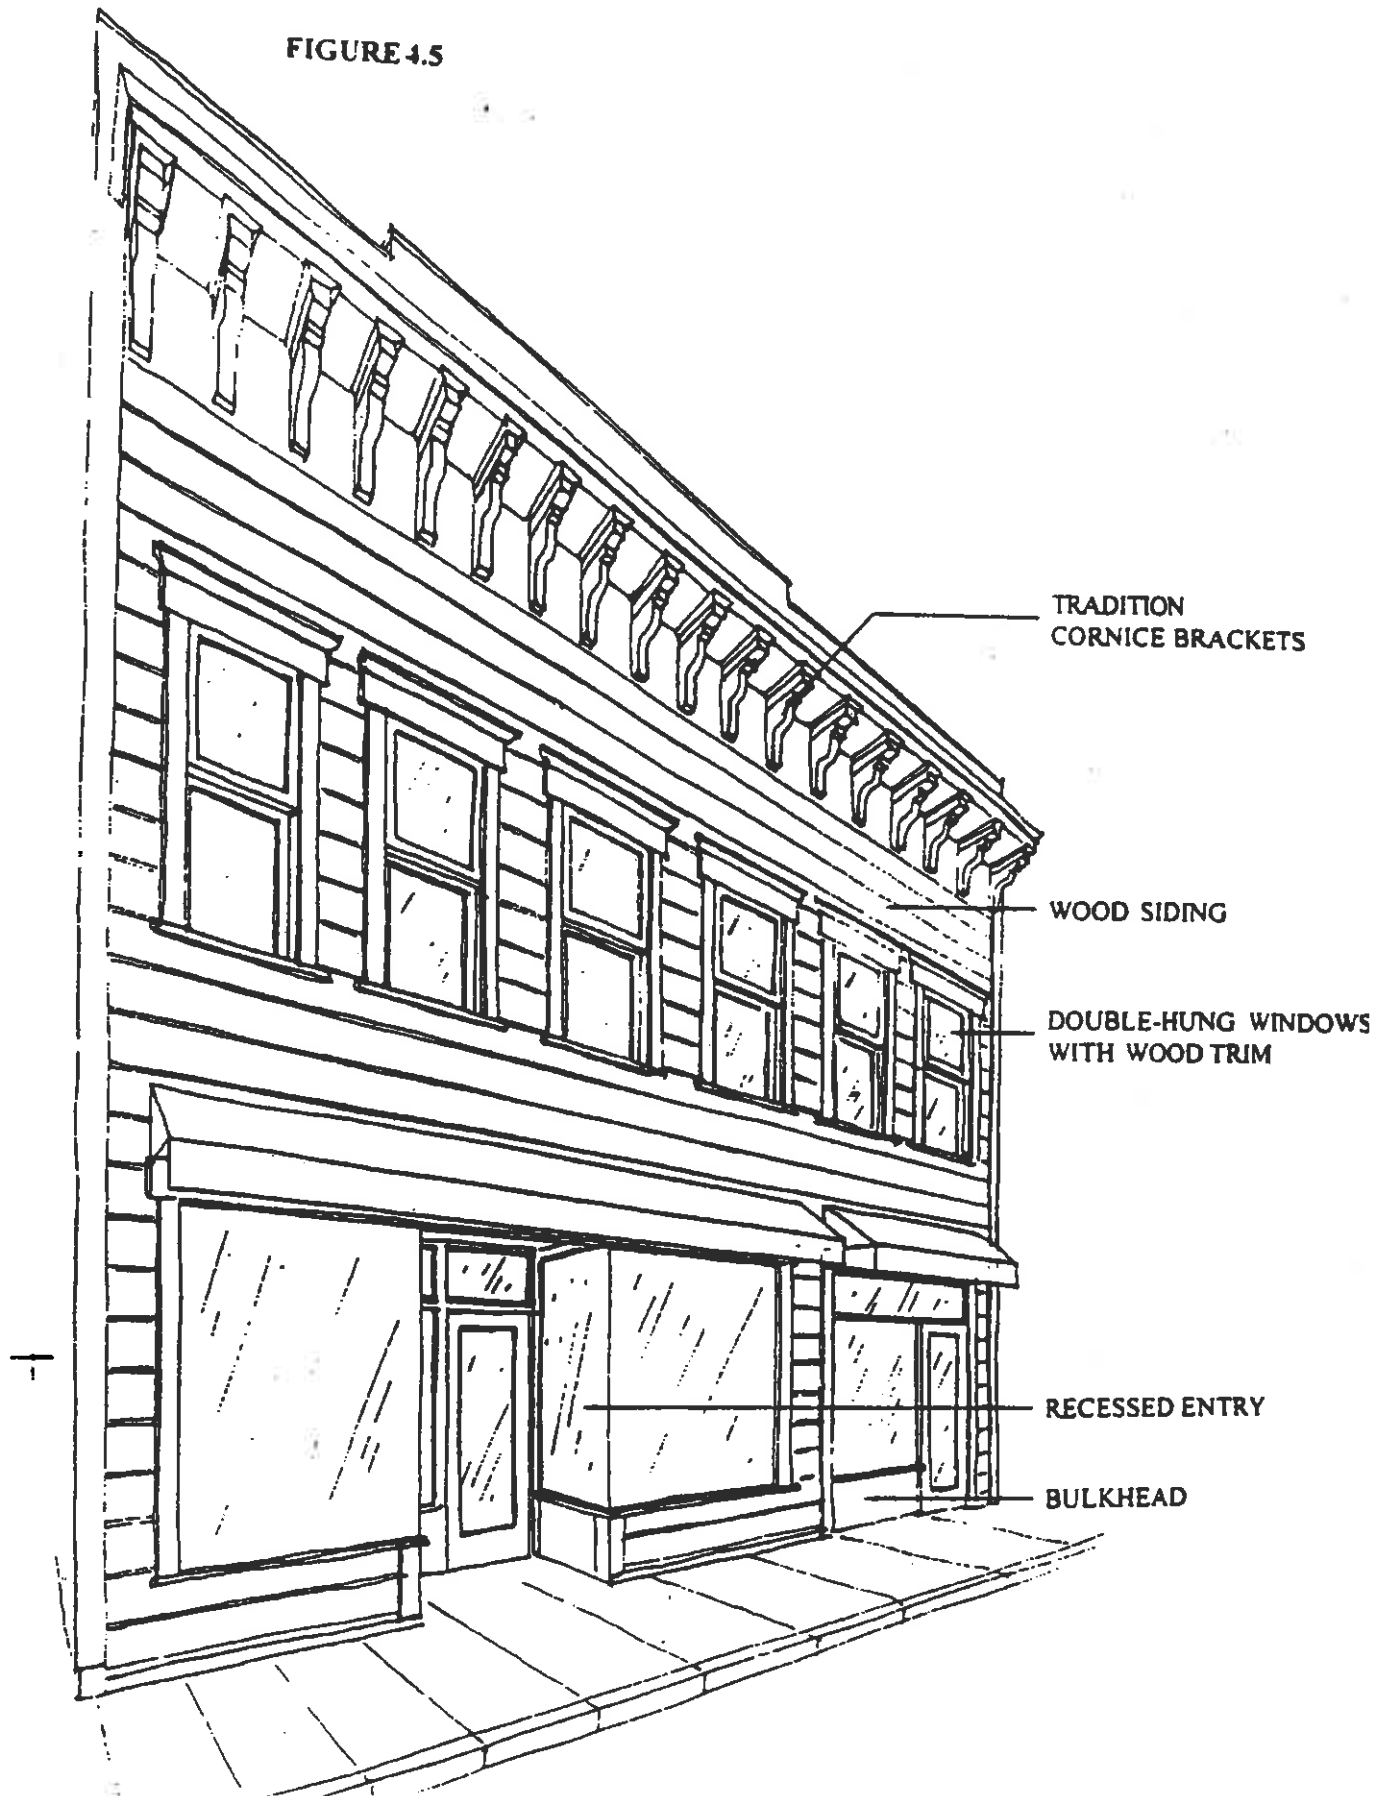 FIGURE 4.5
TRADITION
CORNICE BRACKETS
WOOD SIDING
DOUBLE-HUNG WINDOWS
WITH WOOD TRIM
RECESSED ENTRY
BULKHEAD